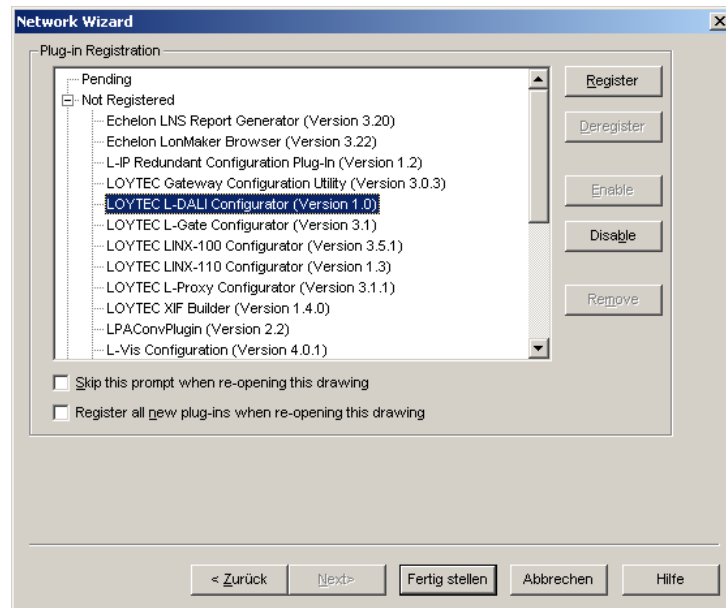 Network Wizard
Plug-in Registration
Pending
Not Registered
Echelon LNS Report Generator (Version 3.20)
Echelon LonMaker Browser (Version 3.22)
L-IP Redundant Configuration Plug-In (Version 1.2)
LOYTEC Gateway Configuration Utility (Version 3.0.3)
LOYTEC L-DALI Configurator (Version 1.0)
LOYTEC L-Gate Configurator (Version 3.1)
LOYTEC LINX-100 Configurator (Version 3.5.1)
LOYTEC LINX-110 Configurator (Version 1.3)
LOYTEC L-Proxy Configurator (Version 3.1.1)
LOYTEC XIF Builder (Version 1.4.0)
LPAConvPlugin (Version 2.2)
L-Vis Configuration (Version 4.0.1)
Register
Deregister
Enable
Disable
Remove
Skip this prompt when re-opening this drawing
Register all new plug-ins when re-opening this drawing
< Zurück
Next>
Fertig stellen
Abbrechen
Hilfe